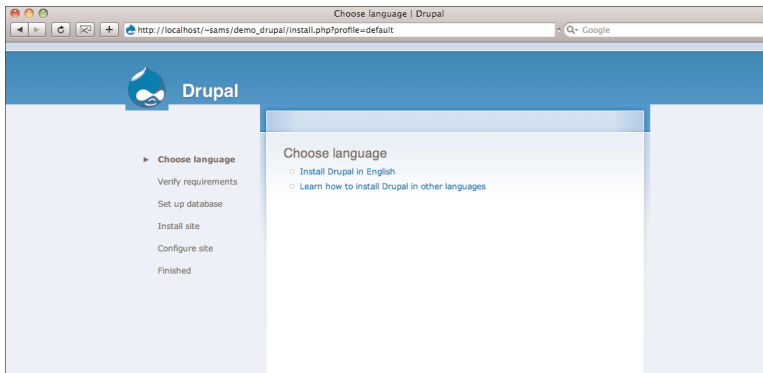 Choose language | Drupal
http://localhost/~sams/demo_drupal/install.php?profile=default
Google
Drupal
Choose language
Verify requirements
Set up database
Install site
Configure site
Finished
Choose language
Install Drupal in English
Learn how to install Drupal in other languages